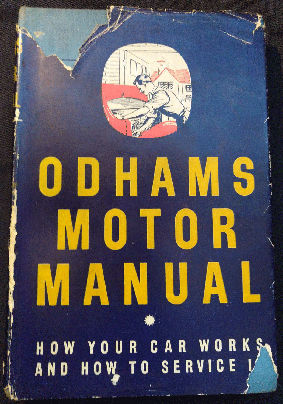 ODHAMS
MOTOR
MANUAL
HOW YOUR CAR WORKS
AND HOW TO SERVICE